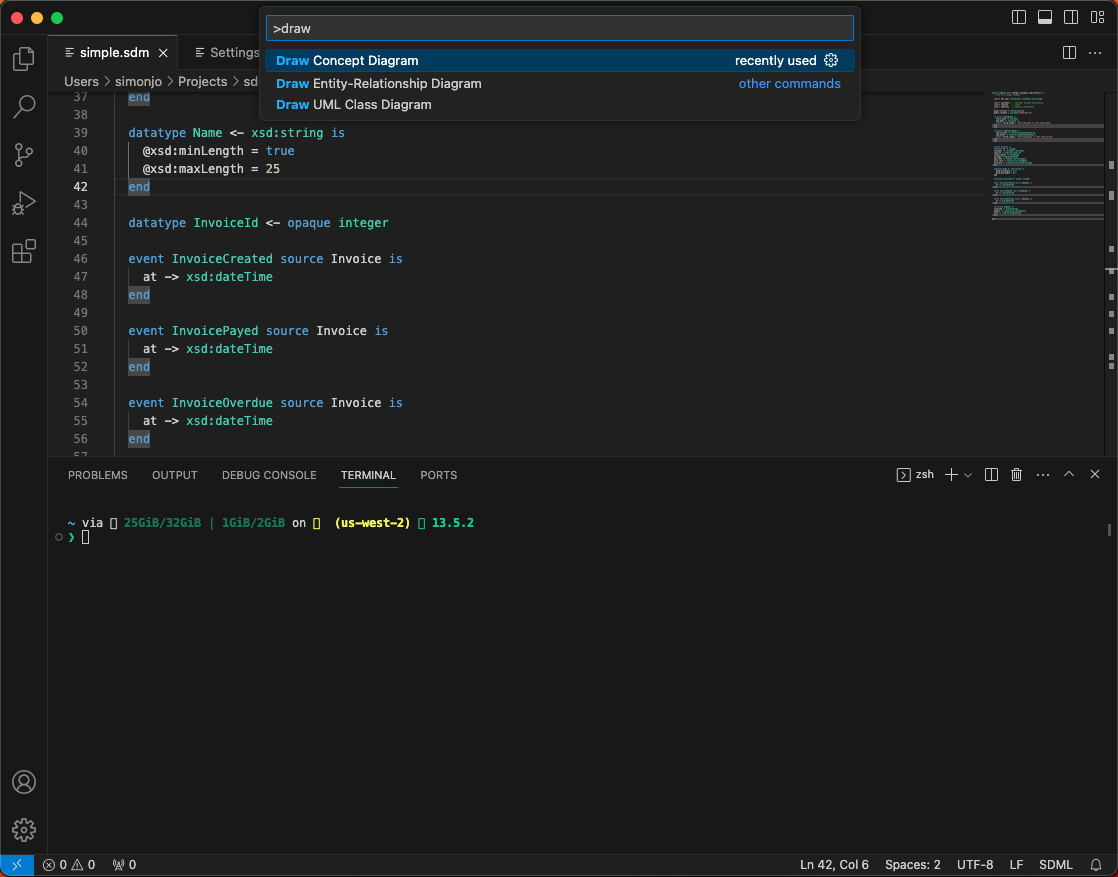 >draw
Draw Concept Diagram recently used
Draw Entity-Relationship Diagram other commands
Draw UML Class Diagram
simple.sdm Settings
Users > simonjo > Projects > sd
37 end
38
39 datatype Name <- xsd:string is
40 @xsd:minLength = true
41 @xsd:maxLength = 25
42 end
43
44 datatype InvoiceId <- opaque integer
45
46 event InvoiceCreated source Invoice is
47 at -> xsd:dateTime
48 end
49
50 event InvoicePayed source Invoice is
51 at -> xsd:dateTime
52 end
53
54 event InvoiceOverdue source Invoice is
55 at -> xsd:dateTime
56 end
57
PROBLEMS OUTPUT DEBUG CONSOLE TERMINAL PORTS zsh
~ via 25GiB/32GiB | 1GiB/2GiB on (us-west-2) 13.5.2
❯
0 0 0 Ln 42, Col 6 Spaces: 2 UTF-8 LF SDML